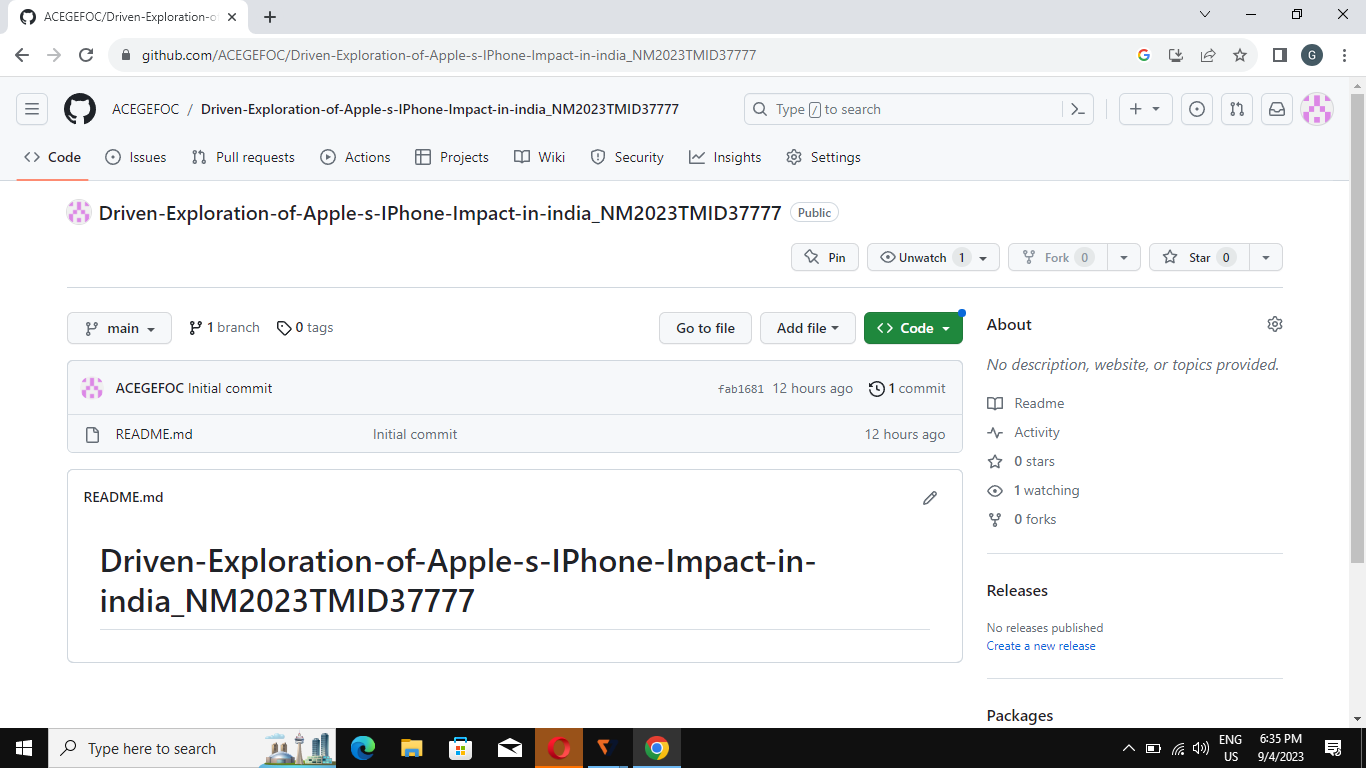 ACEGEFOC/Driven-Exploration-o
github.com/ACEGEFOC/Driven-Exploration-of-Apple-s-IPhone-Impact-in-india_NM2023TMID37777
G
ACEGEFOC / Driven-Exploration-of-Apple-s-IPhone-Impact-in-india_NM2023TMID37777
Type / to search
Code Issues Pull requests Actions Projects Wiki Security Insights Settings
Driven-Exploration-of-Apple-s-IPhone-Impact-in-india_NM2023TMID37777 Public
Pin Unwatch 1 Fork 0 Star 0
main 1 branch 0 tags Go to file Add file Code
ACEGEFOC Initial commit fab1681 12 hours ago 1 commit
README.md Initial commit 12 hours ago
README.md
Driven-Exploration-of-Apple-s-IPhone-Impact-in-
india_NM2023TMID37777
About
No description, website, or topics provided.
Readme
Activity
0 stars
1 watching
0 forks
Releases
No releases published
Create a new release
Packages
Type here to search
ENG
US
6:35 PM
9/4/2023